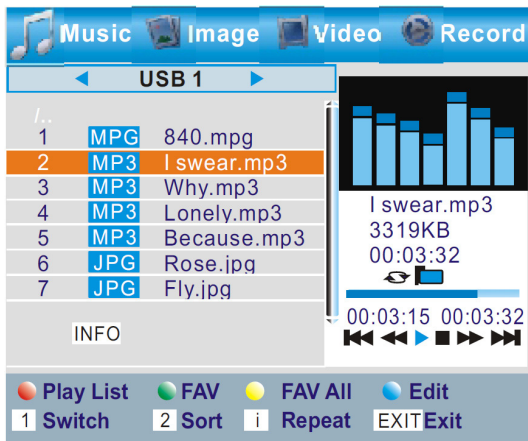 Music Image Video Record
USB 1
/..
1 MPG 840.mpg
2 MP3 I swear.mp3
3 MP3 Why.mp3
4 MP3 Lonely.mp3
5 MP3 Because.mp3
6 JPG Rose.jpg
7 JPG Fly.jpg
INFO
I swear.mp3
3319KB
00:03:32
00:03:15 00:03:32
Play List FAV FAV All Edit
1 Switch 2 Sort i Repeat EXIT Exit